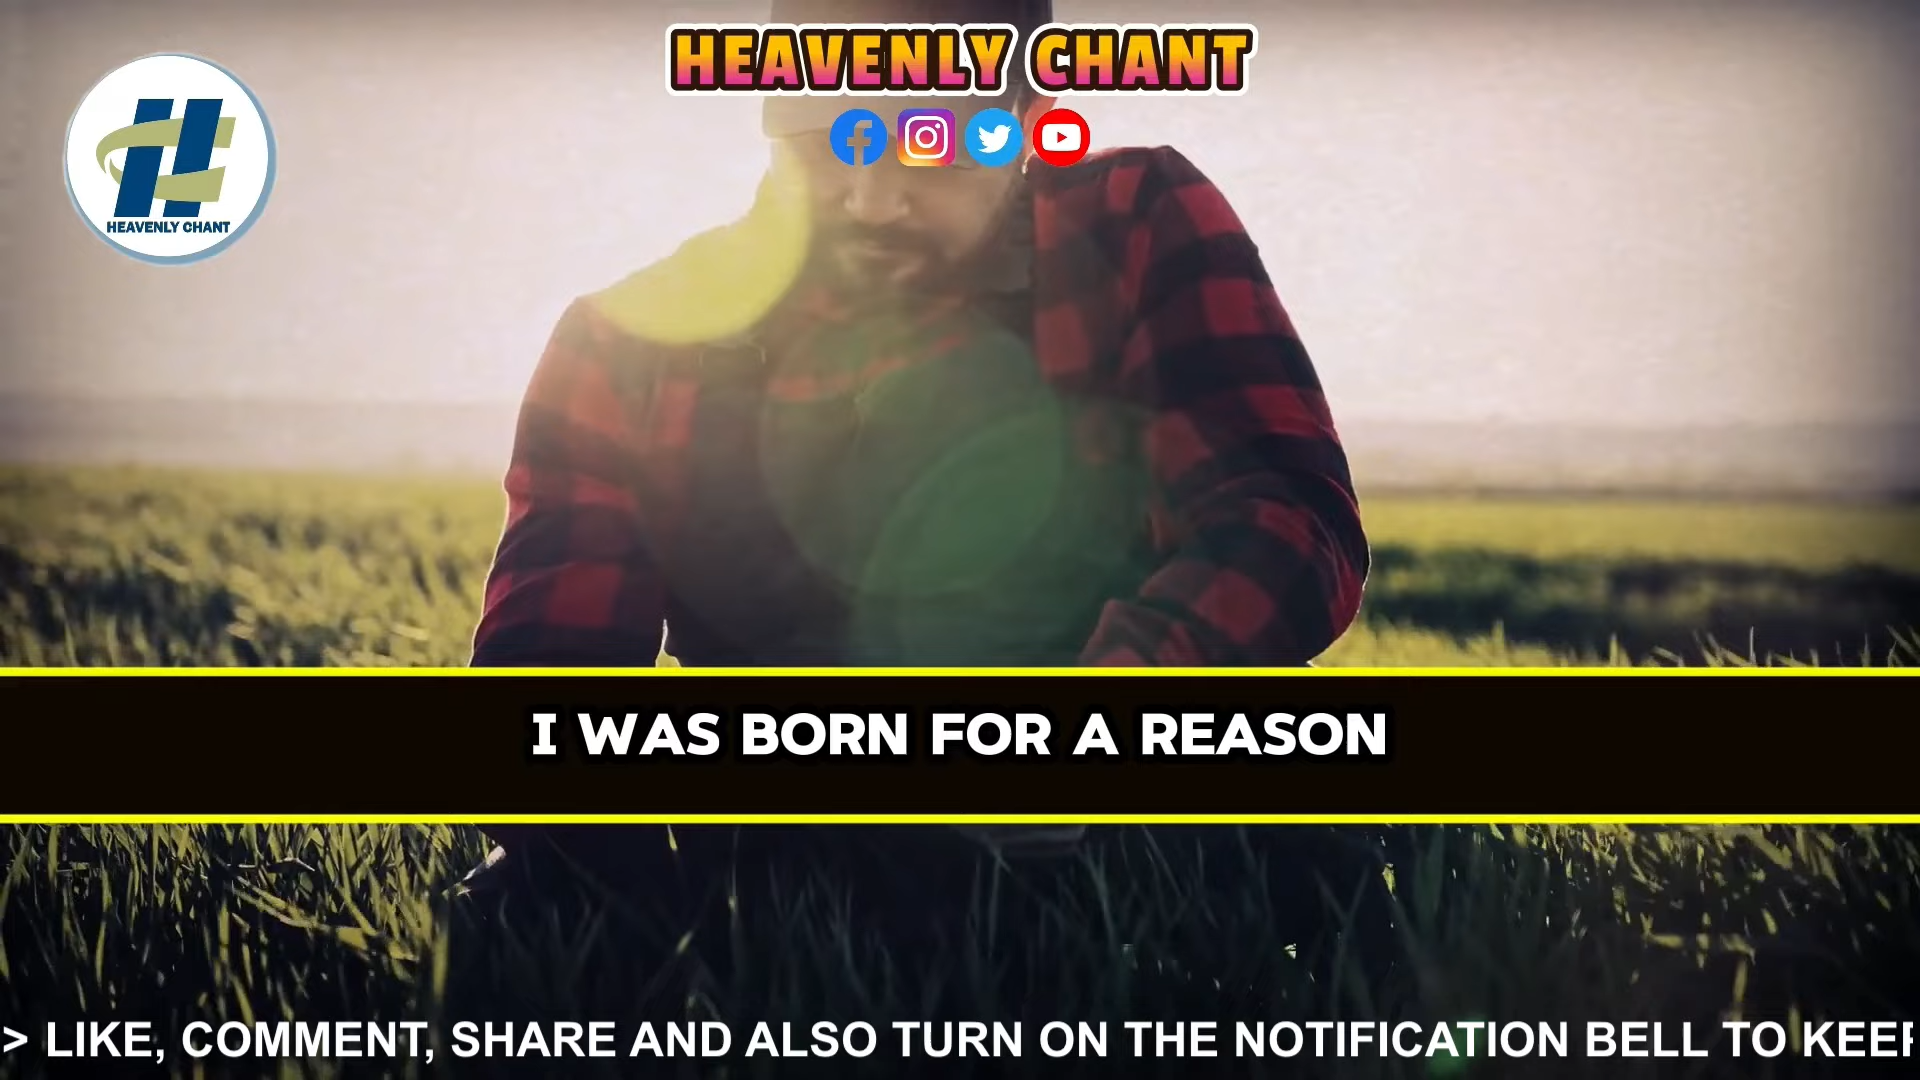 HEAVENLY CHANT
HEAVENLY CHANT
I WAS BORN FOR A REASON
> LIKE, COMMENT, SHARE AND ALSO TURN ON THE NOTIFICATION BELL TO KEEP